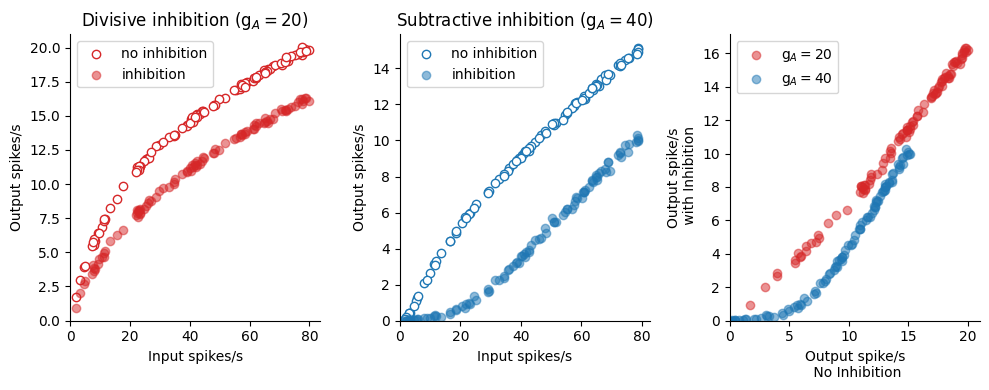 Divisive inhibition (g_A = 20)
no inhibition
inhibition
Output spikes/s
20.0
17.5
15.0
12.5
10.0
7.5
5.0
2.5
0.0
0 20 40 60 80
Input spikes/s
Subtractive inhibition (g_A = 40)
no inhibition
inhibition
Output spikes/s
14
12
10
8
6
4
2
0
0 20 40 60 80
Input spikes/s
g_A = 20
g_A = 40
Output spike/s
with Inhibition
16
14
12
10
8
6
4
2
0
0 5 10 15 20
Output spike/s
No Inhibition